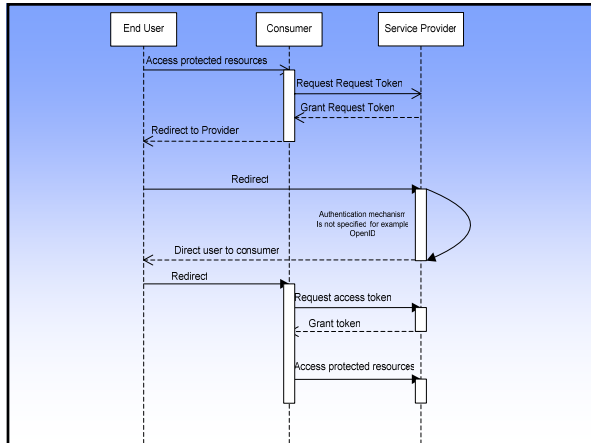 End User
Consumer
Service Provider
Access protected resources
Request Request Token
Grant Request Token
Redirect to Provider
Redirect
Authentication mechanism
Is not specified for example
OpenID
Direct user to consumer
Redirect
Request access token
Grant token
Access protected resources